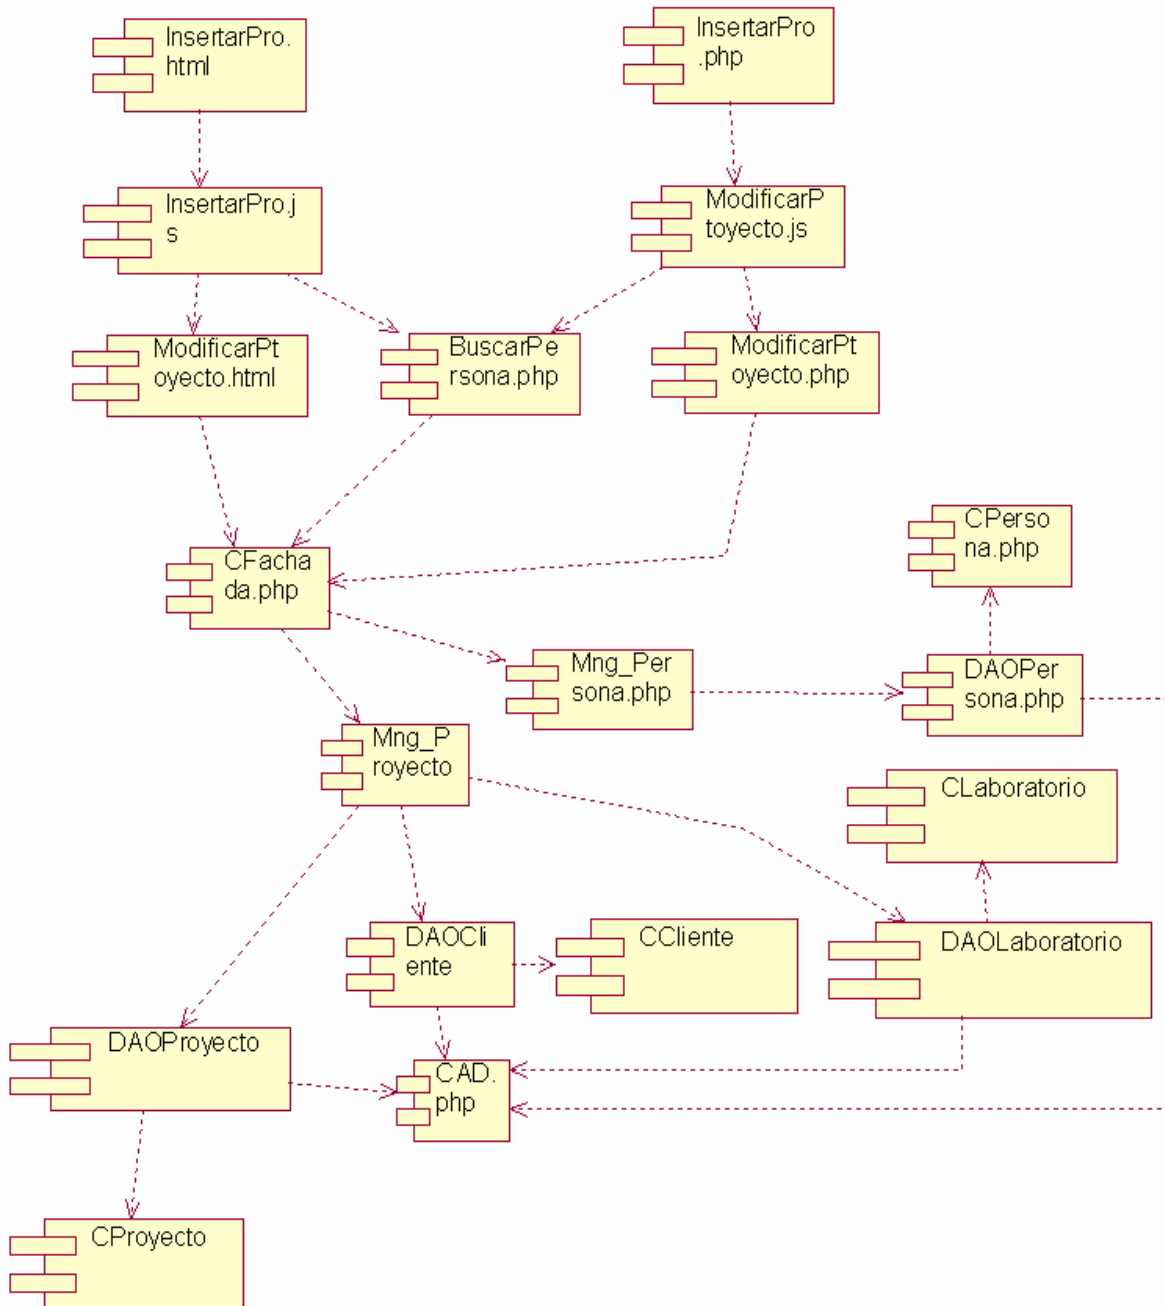 InsertarPro.
html
InsertarPro
.php
InsertarPro.j
s
ModificarP
toyecto.js
ModificarPt
oyecto.html
BuscarPe
rsona.php
ModificarPt
oyecto.php
CPerso
na.php
CFacha
da.php
Mng_Per
sona.php
DAOPer
sona.php
Mng_P
royecto
CLaboratorio
DAOCli
ente
CCliente
DAOLaboratorio
DAOProyecto
CAD.
php
CProyecto